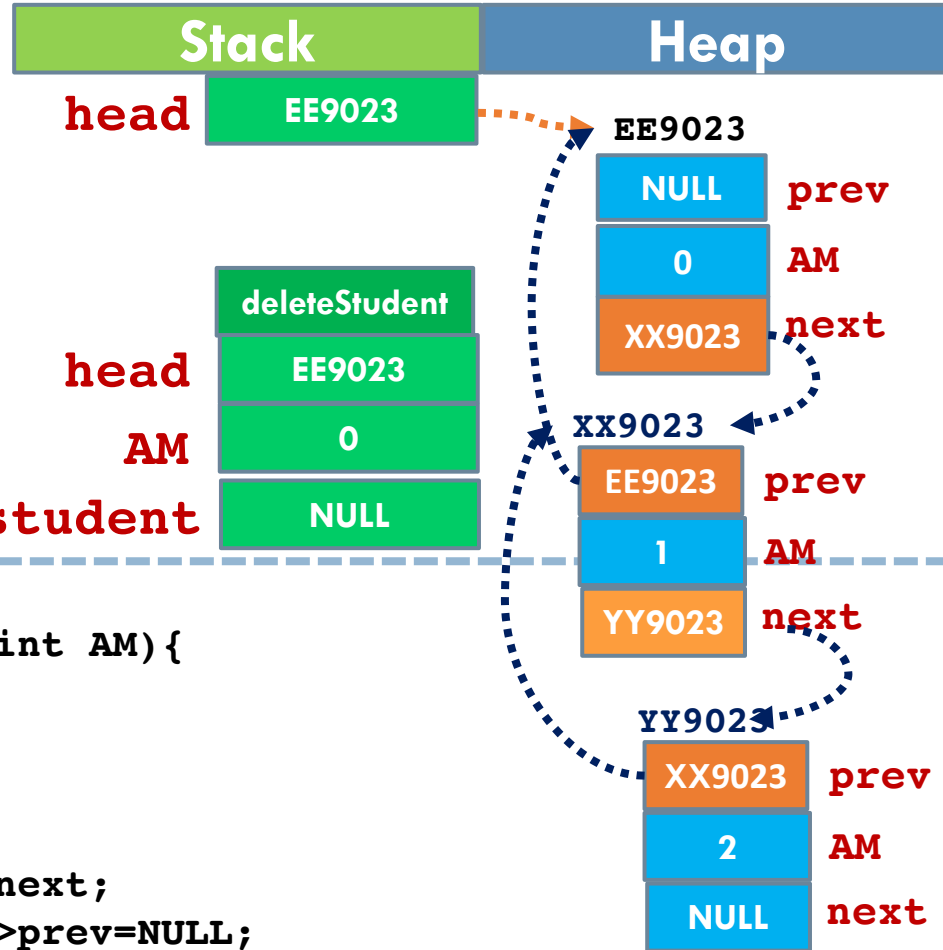 Stack Heap
head EE9023
EE9023
NULL prev
0 AM
XX9023 next
deleteStudent
head EE9023
AM 0
student NULL
XX9023
EE9023 prev
1 AM
YY9023 next
int AM){
YY9023
XX9023 prev
2 AM
NULL next
next;
>prev=NULL;